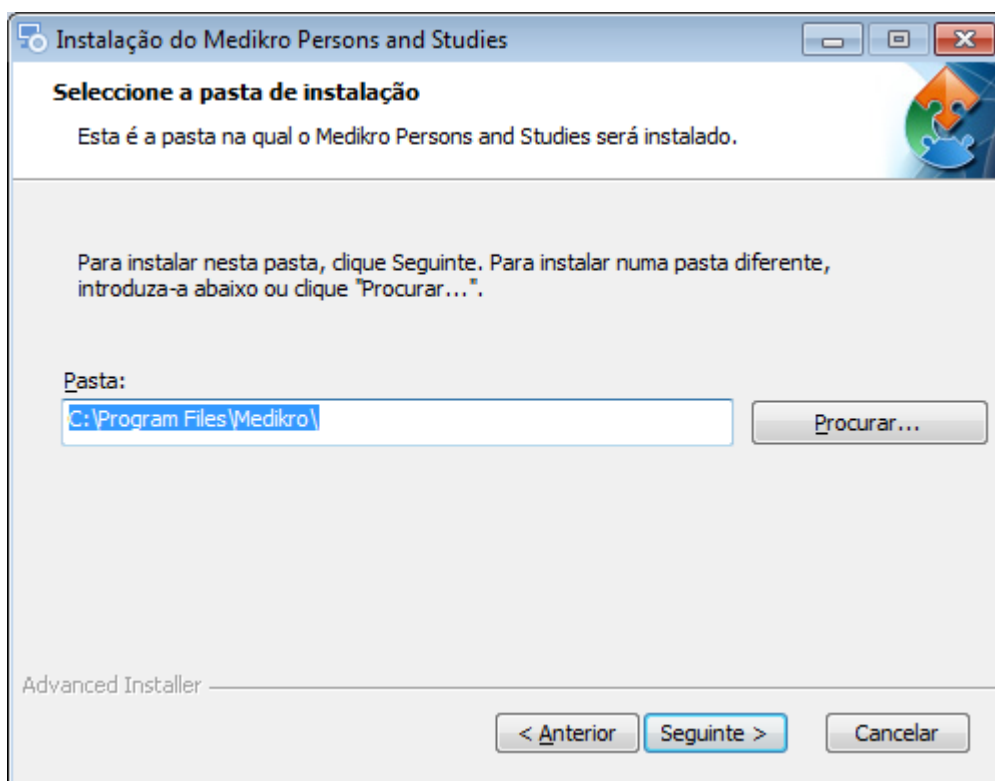 Instalação do Medikro Persons and Studies
Seleccione a pasta de instalação
Esta é a pasta na qual o Medikro Persons and Studies será instalado.
Para instalar nesta pasta, clique Seguinte. Para instalar numa pasta diferente,
introduza-a abaixo ou clique "Procurar...".
Pasta:
C:\Program Files\Medikro\
Procurar...
Advanced Installer
< Anterior
Seguinte >
Cancelar